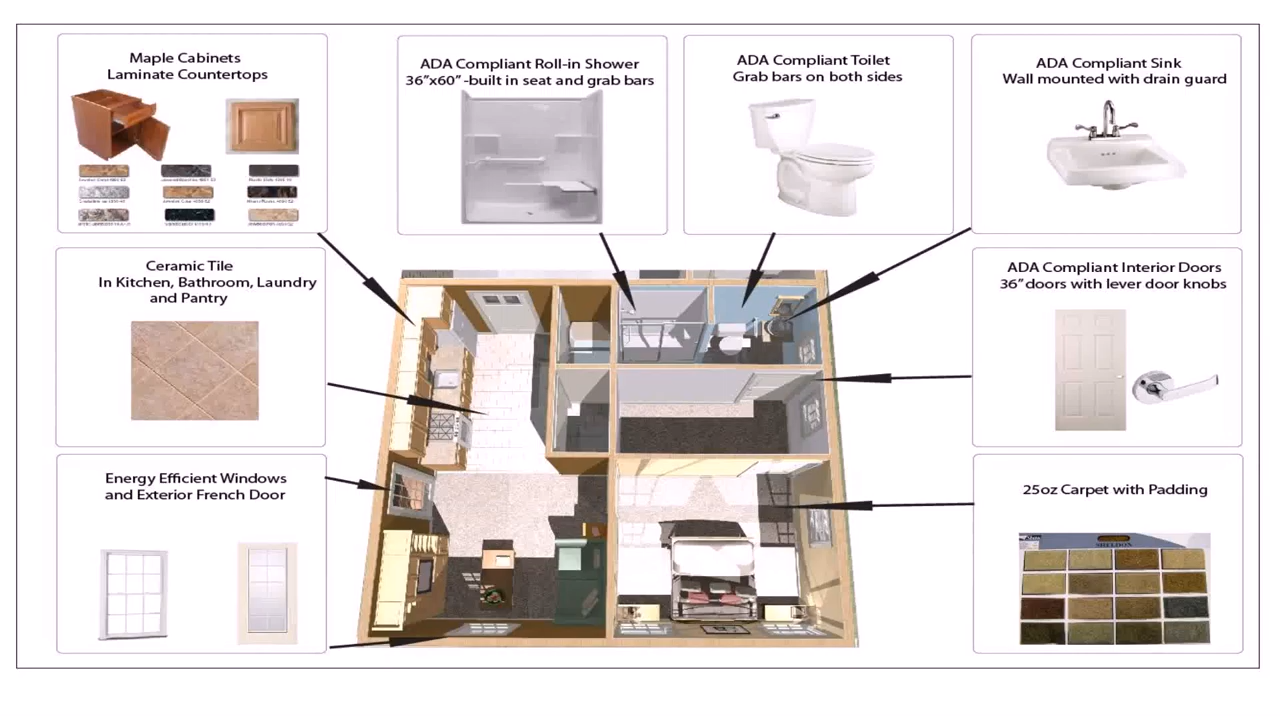 Maple Cabinets
Laminate Countertops
ADA Compliant Roll-in Shower
36”x60” -built in seat and grab bars
ADA Compliant Toilet
Grab bars on both sides
ADA Compliant Sink
Wall mounted with drain guard
Ceramic Tile
In Kitchen, Bathroom, Laundry
and Pantry
ADA Compliant Interior Doors
36” doors with lever door knobs
Energy Efficient Windows
and Exterior French Door
25oz Carpet with Padding
SHELDON